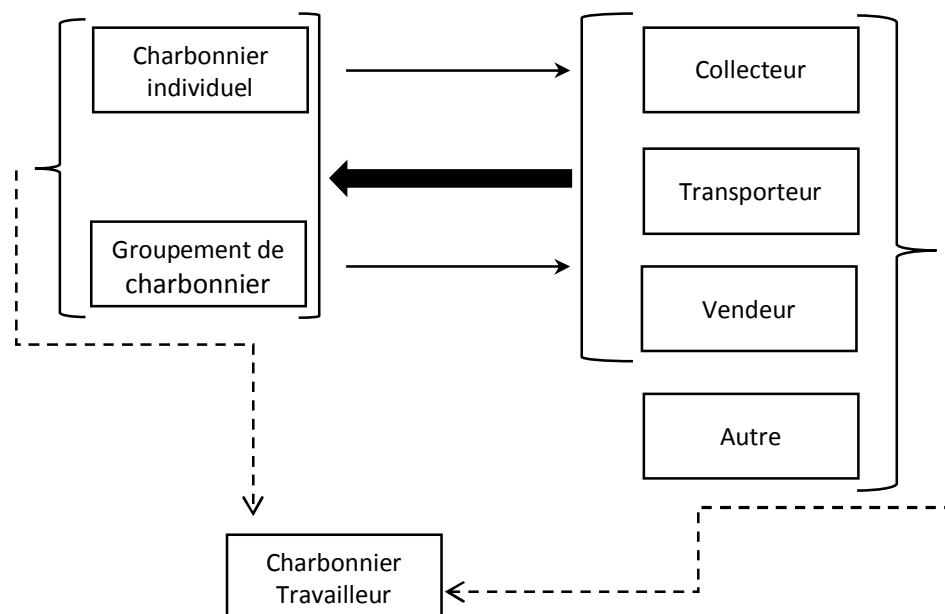 Charbonnier
individuel
Collecteur
Transporteur
Groupement de
charbonnier
Vendeur
Autre
Charbonnier
Travailleur